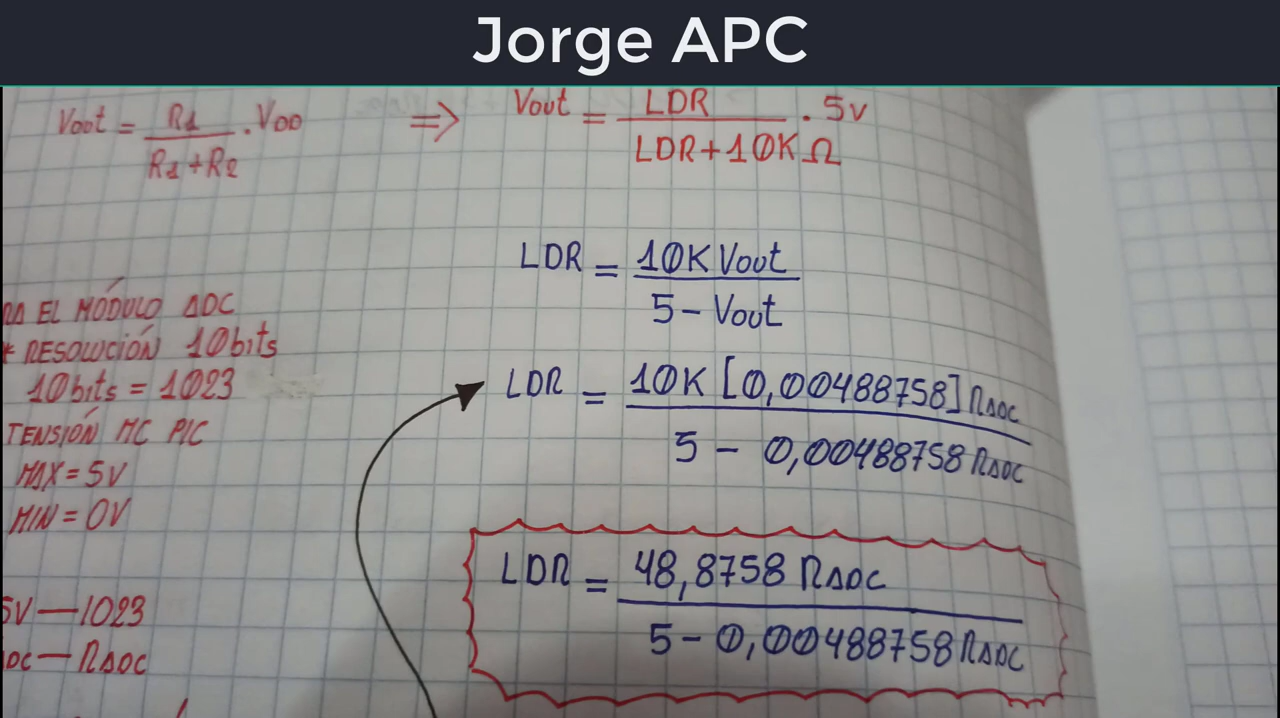 Jorge APC
Vout = R1 / R1+R2 . VDD ⇒ Vout = LDR / LDR+10KΩ . 5v
LDR = 10K Vout / 5 - Vout
EL MÓDULO ADC
* RESOLUCIÓN 10bits
10bits = 1023
TENSIÓN MC PIC
MAX = 5V
MIN = 0V
5V — 1023
DC — RADC
LDR = 10K [0,00488758] RADC / 5 - 0,00488758 RADC
LDR = 48,8758 RADC / 5 - 0,00488758 RADC